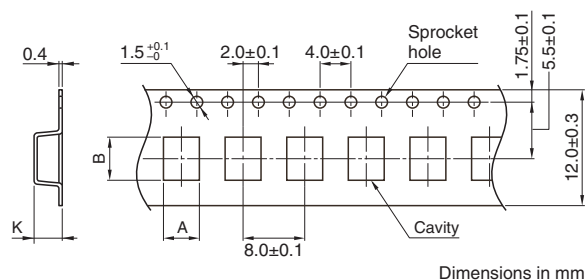 0.4
1.5 +0.1 −0
2.0±0.1
4.0±0.1
Sprocket
hole
1.75±0.1
5.5±0.1
12.0±0.3
B
K
A
8.0±0.1
Cavity
Dimensions in mm